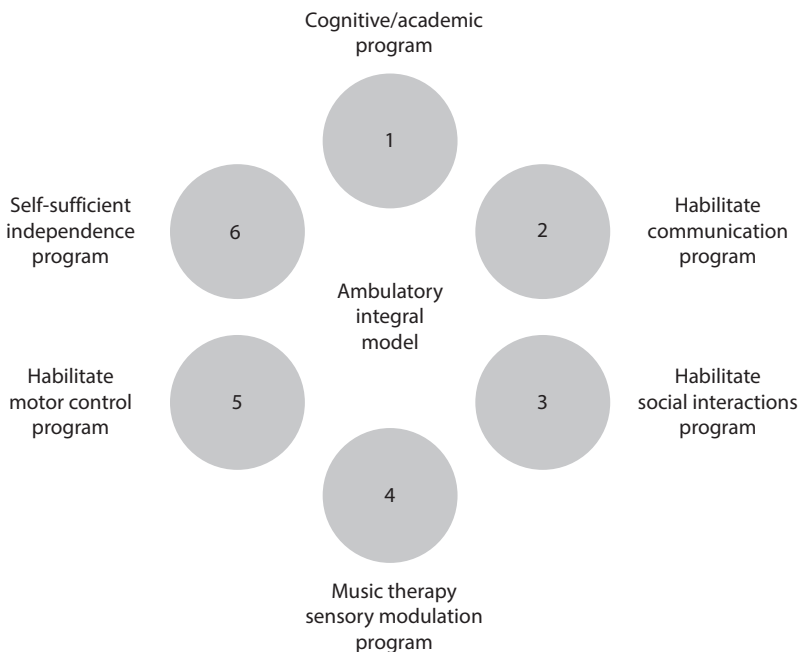 Cognitive/academic
program
1
2
Habilitate
communication
program
3
Habilitate
social interactions
program
4
Music therapy
sensory modulation
program
5
Habilitate
motor control
program
6
Self-sufficient
independence
program
Ambulatory
integral
model